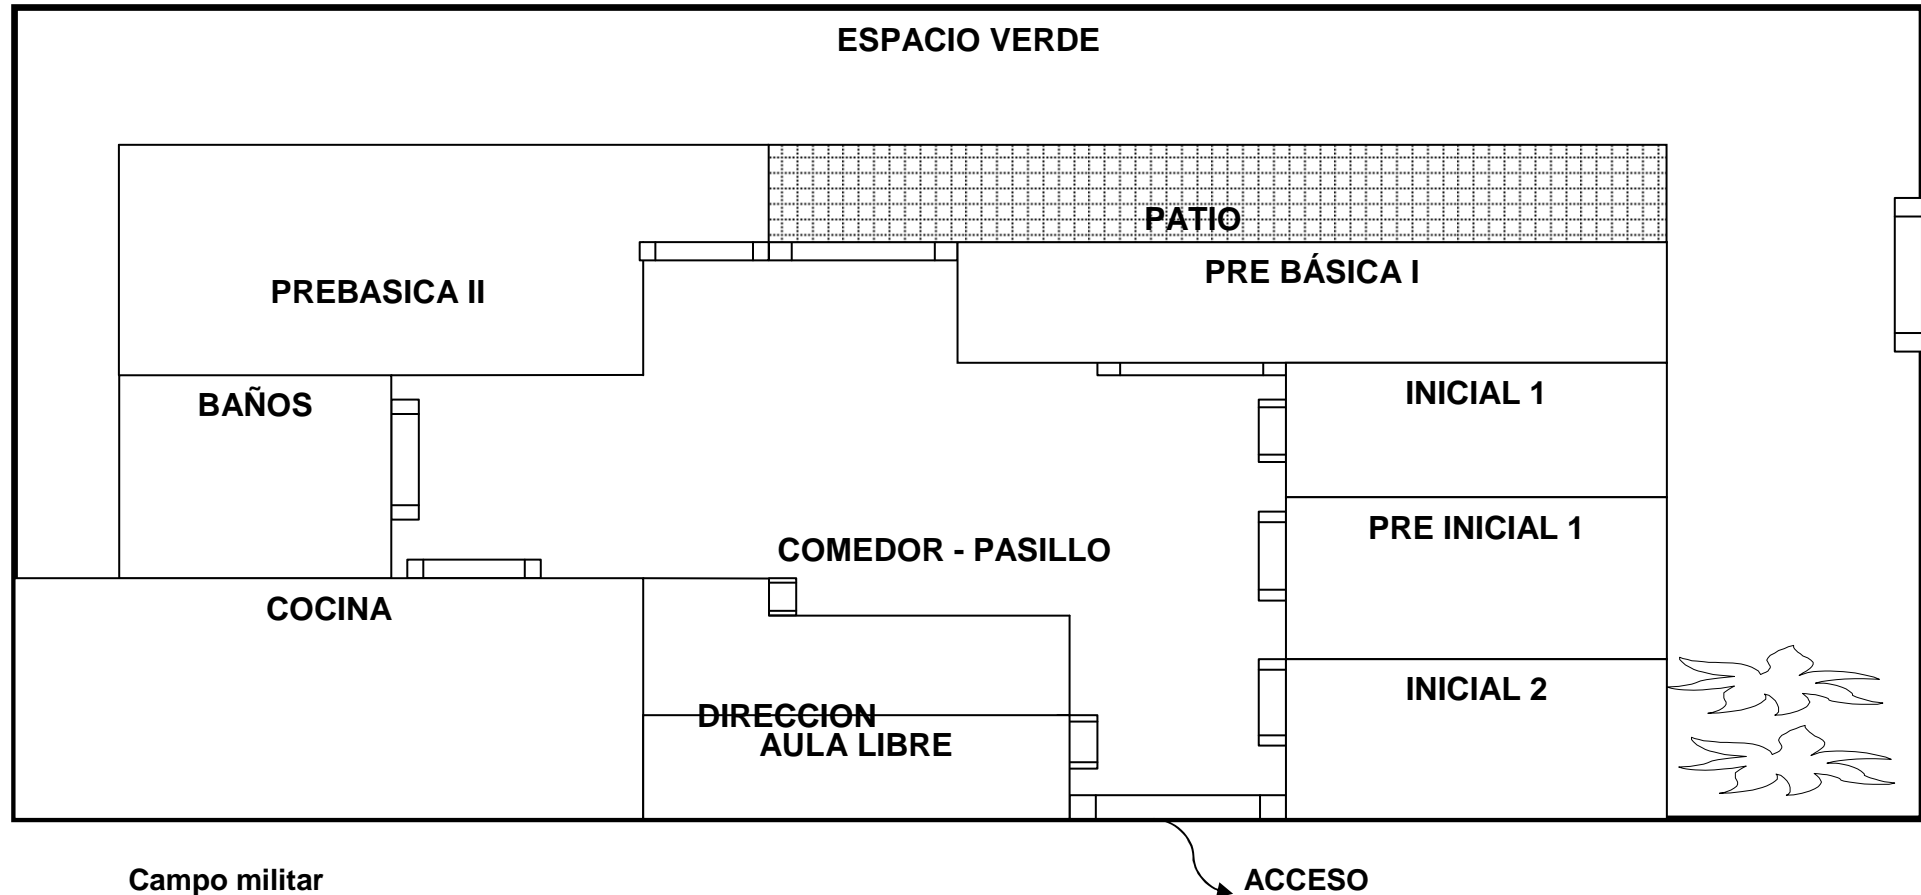 ESPACIO VERDE
PATIO
PRE BÁSICA I
PREBASICA II
INICIAL 1
BAÑOS
PRE INICIAL 1
COMEDOR - PASILLO
COCINA
INICIAL 2
DIRECCION
AULA LIBRE
Campo militar
ACCESO